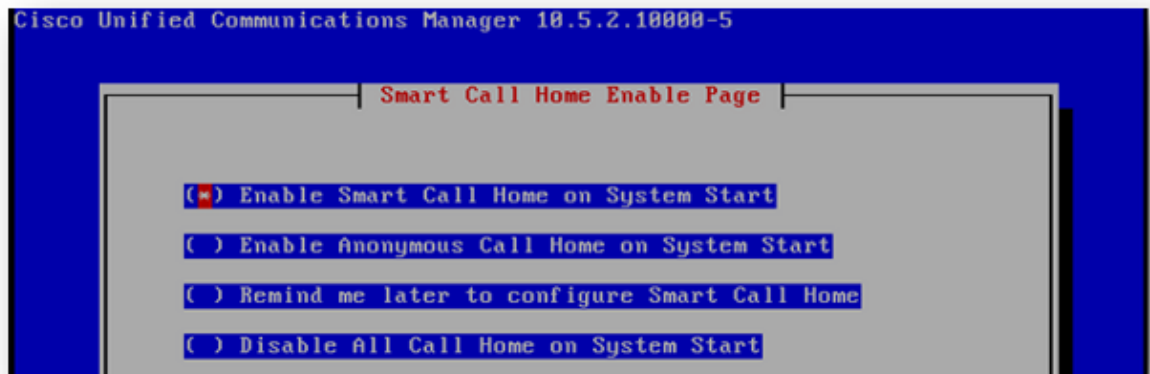 Cisco Unified Communications Manager 10.5.2.10000-5
Smart Call Home Enable Page
(*) Enable Smart Call Home on System Start
( ) Enable Anonymous Call Home on System Start
( ) Remind me later to configure Smart Call Home
( ) Disable All Call Home on System Start